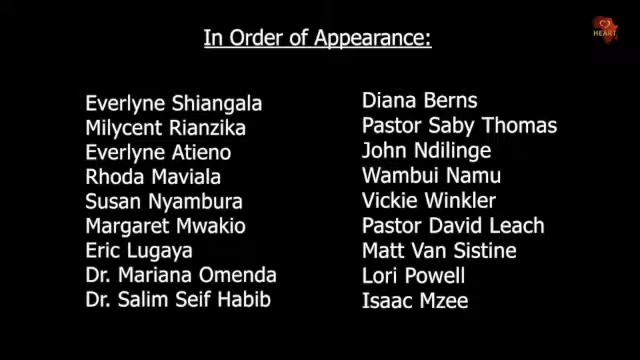 In Order of Appearance:
HEART
Everlyne Shiangala
Milycent Rianzika
Everlyne Atieno
Rhoda Maviala
Susan Nyambura
Margaret Mwakio
Eric Lugaya
Dr. Mariana Omenda
Dr. Salim Seif Habib
Diana Berns
Pastor Saby Thomas
John Ndilinge
Wambui Namu
Vickie Winkler
Pastor David Leach
Matt Van Sistine
Lori Powell
Isaac Mzee